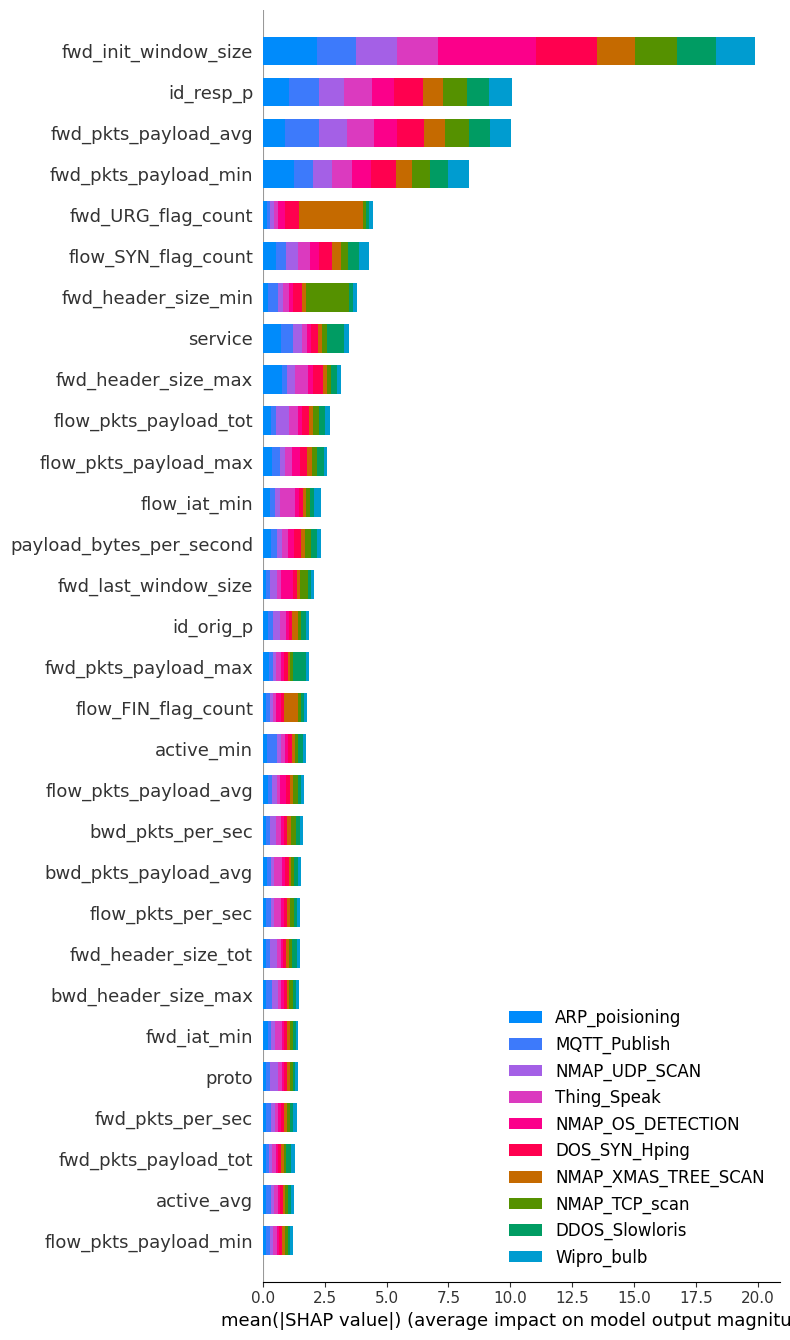 fwd_init_window_size
id_resp_p
fwd_pkts_payload_avg
fwd_pkts_payload_min
fwd_URG_flag_count
flow_SYN_flag_count
fwd_header_size_min
service
fwd_header_size_max
flow_pkts_payload_tot
flow_pkts_payload_max
flow_iat_min
payload_bytes_per_second
fwd_last_window_size
id_orig_p
fwd_pkts_payload_max
flow_FIN_flag_count
active_min
flow_pkts_payload_avg
bwd_pkts_per_sec
bwd_pkts_payload_avg
flow_pkts_per_sec
fwd_header_size_tot
bwd_header_size_max
fwd_iat_min
proto
fwd_pkts_per_sec
fwd_pkts_payload_tot
active_avg
flow_pkts_payload_min
ARP_poisioning
MQTT_Publish
NMAP_UDP_SCAN
Thing_Speak
NMAP_OS_DETECTION
DOS_SYN_Hping
NMAP_XMAS_TREE_SCAN
NMAP_TCP_scan
DDOS_Slowloris
Wipro_bulb
0.0 2.5 5.0 7.5 10.0 12.5 15.0 17.5 20.0
mean(|SHAP value|) (average impact on model output magnitu